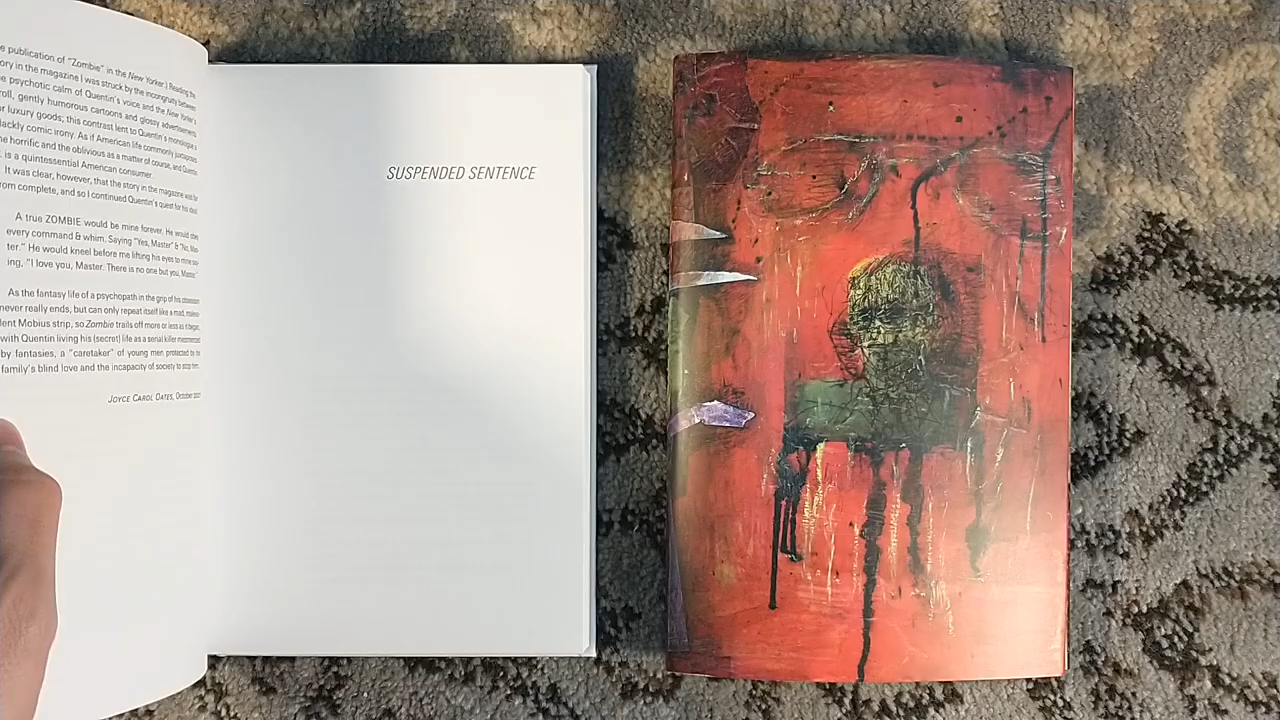 e publication of "Zombie" in the New Yorker.) Reading the
ory in the magazine I was struck by the incongruity between
e psychotic calm of Quentin's voice and the New Yorker's
roll, gently humorous cartoons and glossy advertisements
or luxury goods; this contrast lent to Quentin's monologue a
lackly comic irony. As if American life commonly juxtaposes
he horrific and the oblivious as a matter of course, and Quentin
is a quintessential American consumer.
It was clear, however, that the story in the magazine was far
rom complete, and so I continued Quentin's quest for his ideal
A true ZOMBIE would be mine forever. He would obey
every command & whim. Saying "Yes, Master" & "No, Mas-
ter." He would kneel before me lifting his eyes to mine say-
ing, "I love you, Master. There is no one but you, Master."
As the fantasy life of a psychopath in the grip of his obsession
never really ends, but can only repeat itself like a mad, malevo-
lent Mobius strip, so Zombie trails off more or less as it began,
with Quentin living his (secret) life as a serial killer mesmerized
by fantasies, a "caretaker" of young men protected by his
family's blind love and the incapacity of society to stop him.
JOYCE CAROL OATES, October 2021
SUSPENDED SENTENCE